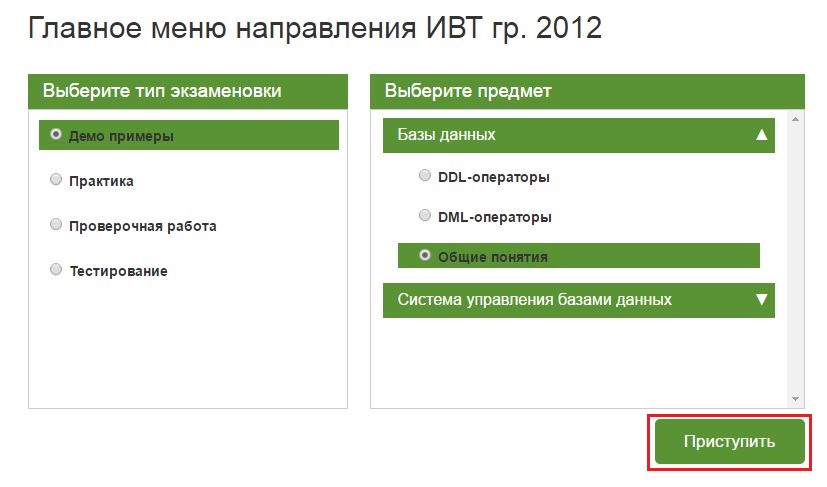 Главное меню направления ИВТ гр. 2012
Выберите тип экзаменовки
Демо примеры
Практика
Проверочная работа
Тестирование
Выберите предмет
Базы данных
DDL-операторы
DML-операторы
Общие понятия
Система управления базами данных
Приступить